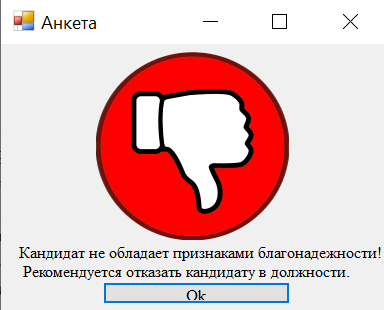 Анкета
Кандидат не обладает признаками благонадежности!
Рекомендуется отказать кандидату в должности.
Ok